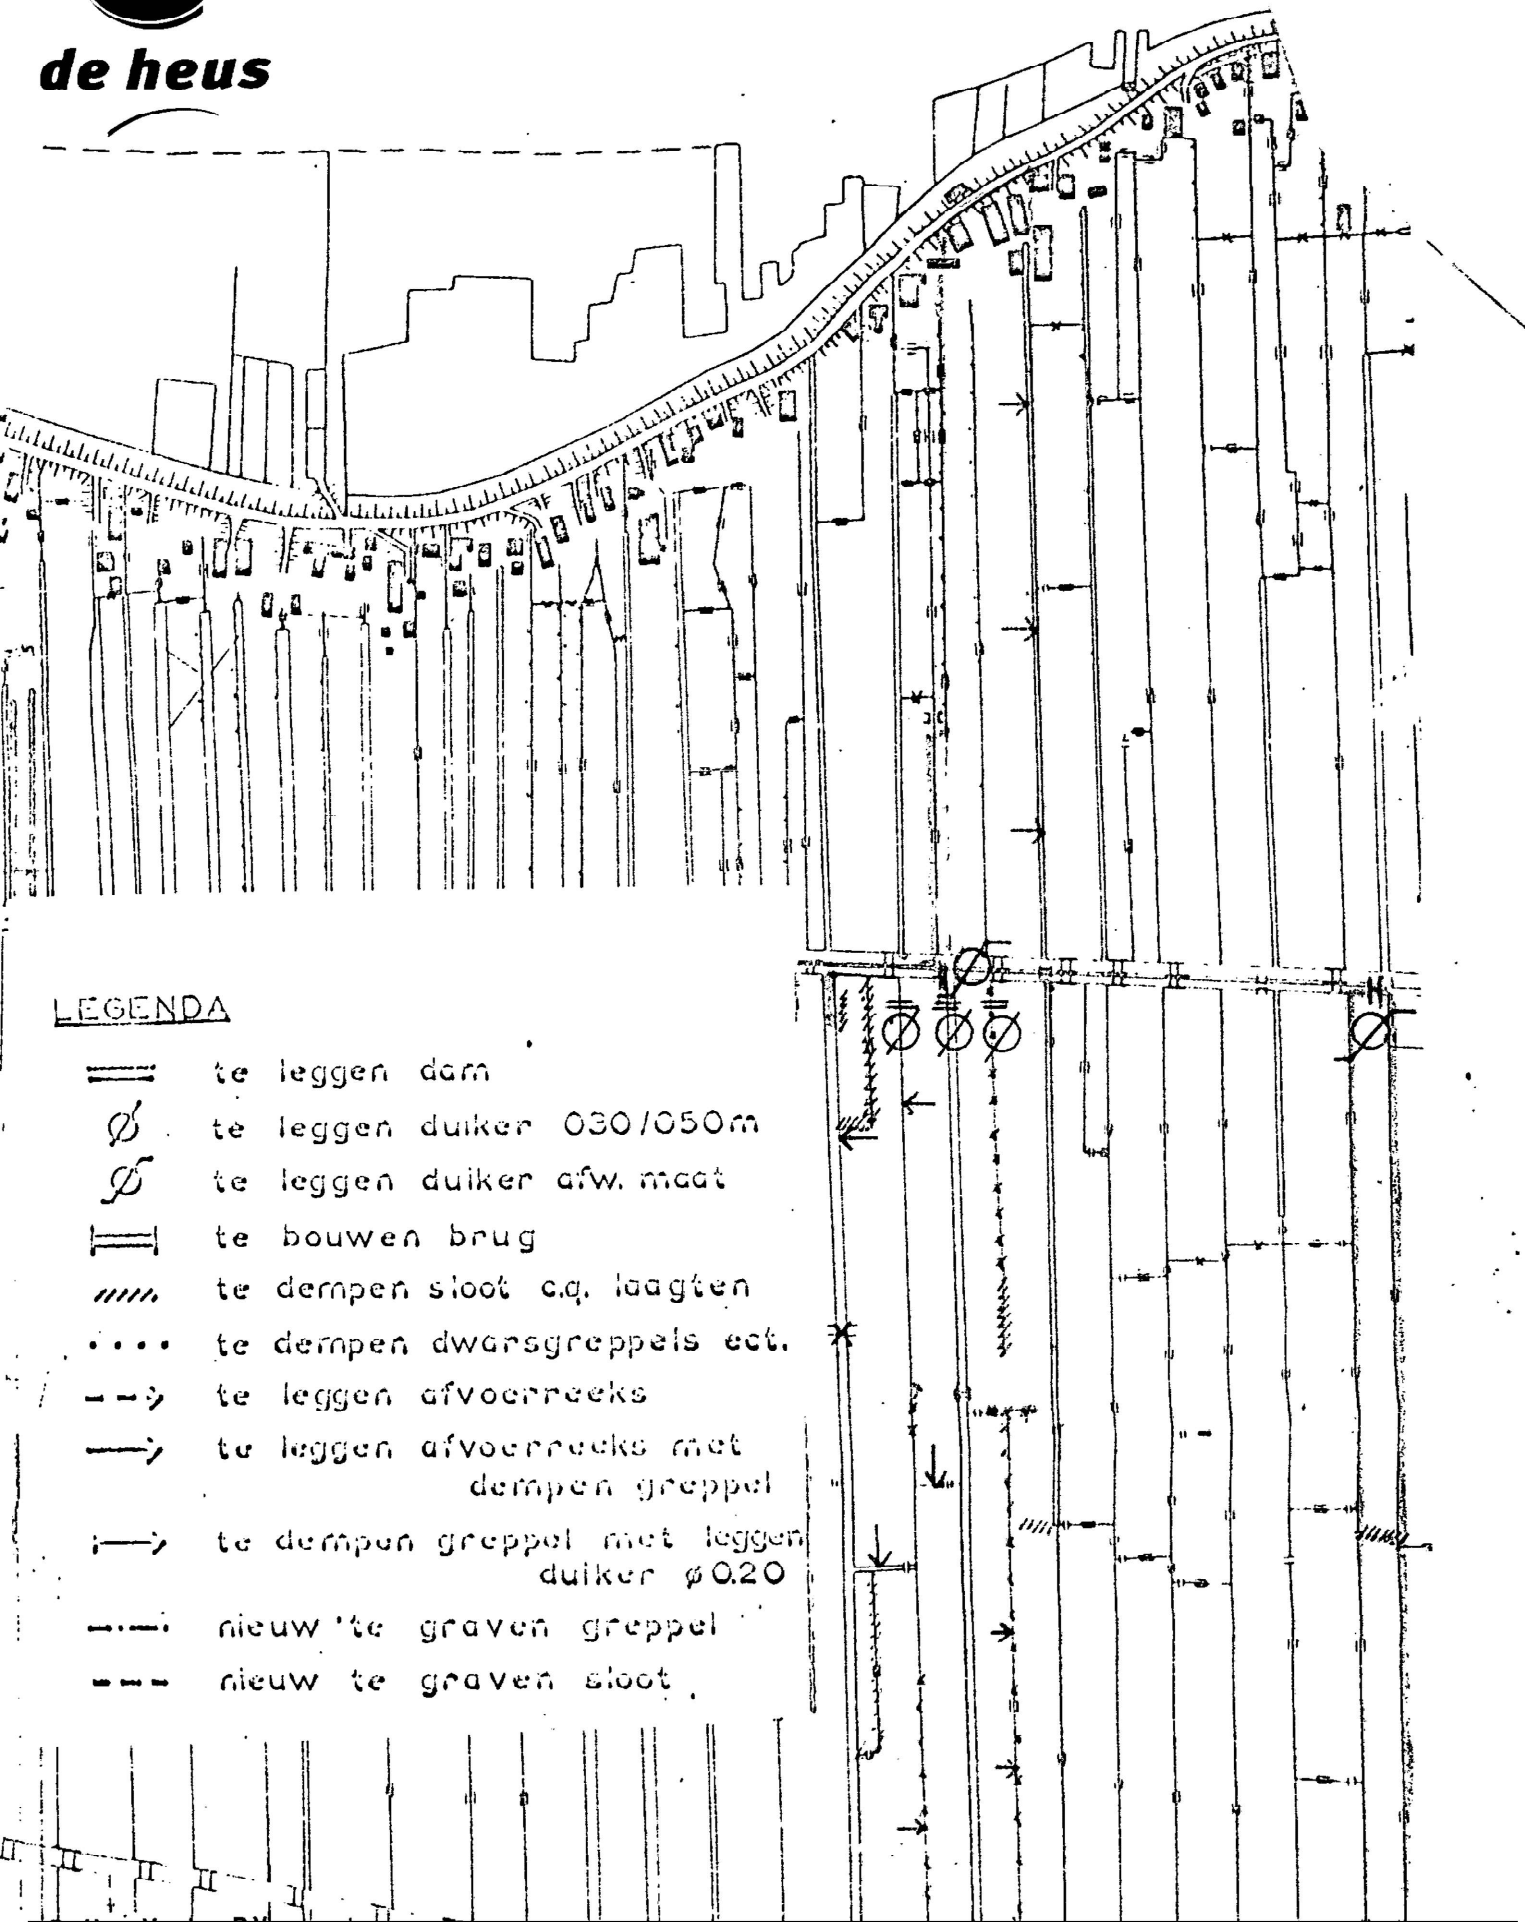 de heus
LEGENDA
te leggen dam
te leggen duiker 030/050m
te leggen duiker afw. maat
te bouwen brug
te dempen sloot c.q. laagten
te dempen dwarsgreppels ect.
te leggen afvoerreeks
te leggen afvoerreeks met
dempen greppel
te dempen greppel met leggen
duiker ø0.20
nieuw te graven greppel
nieuw te graven sloot